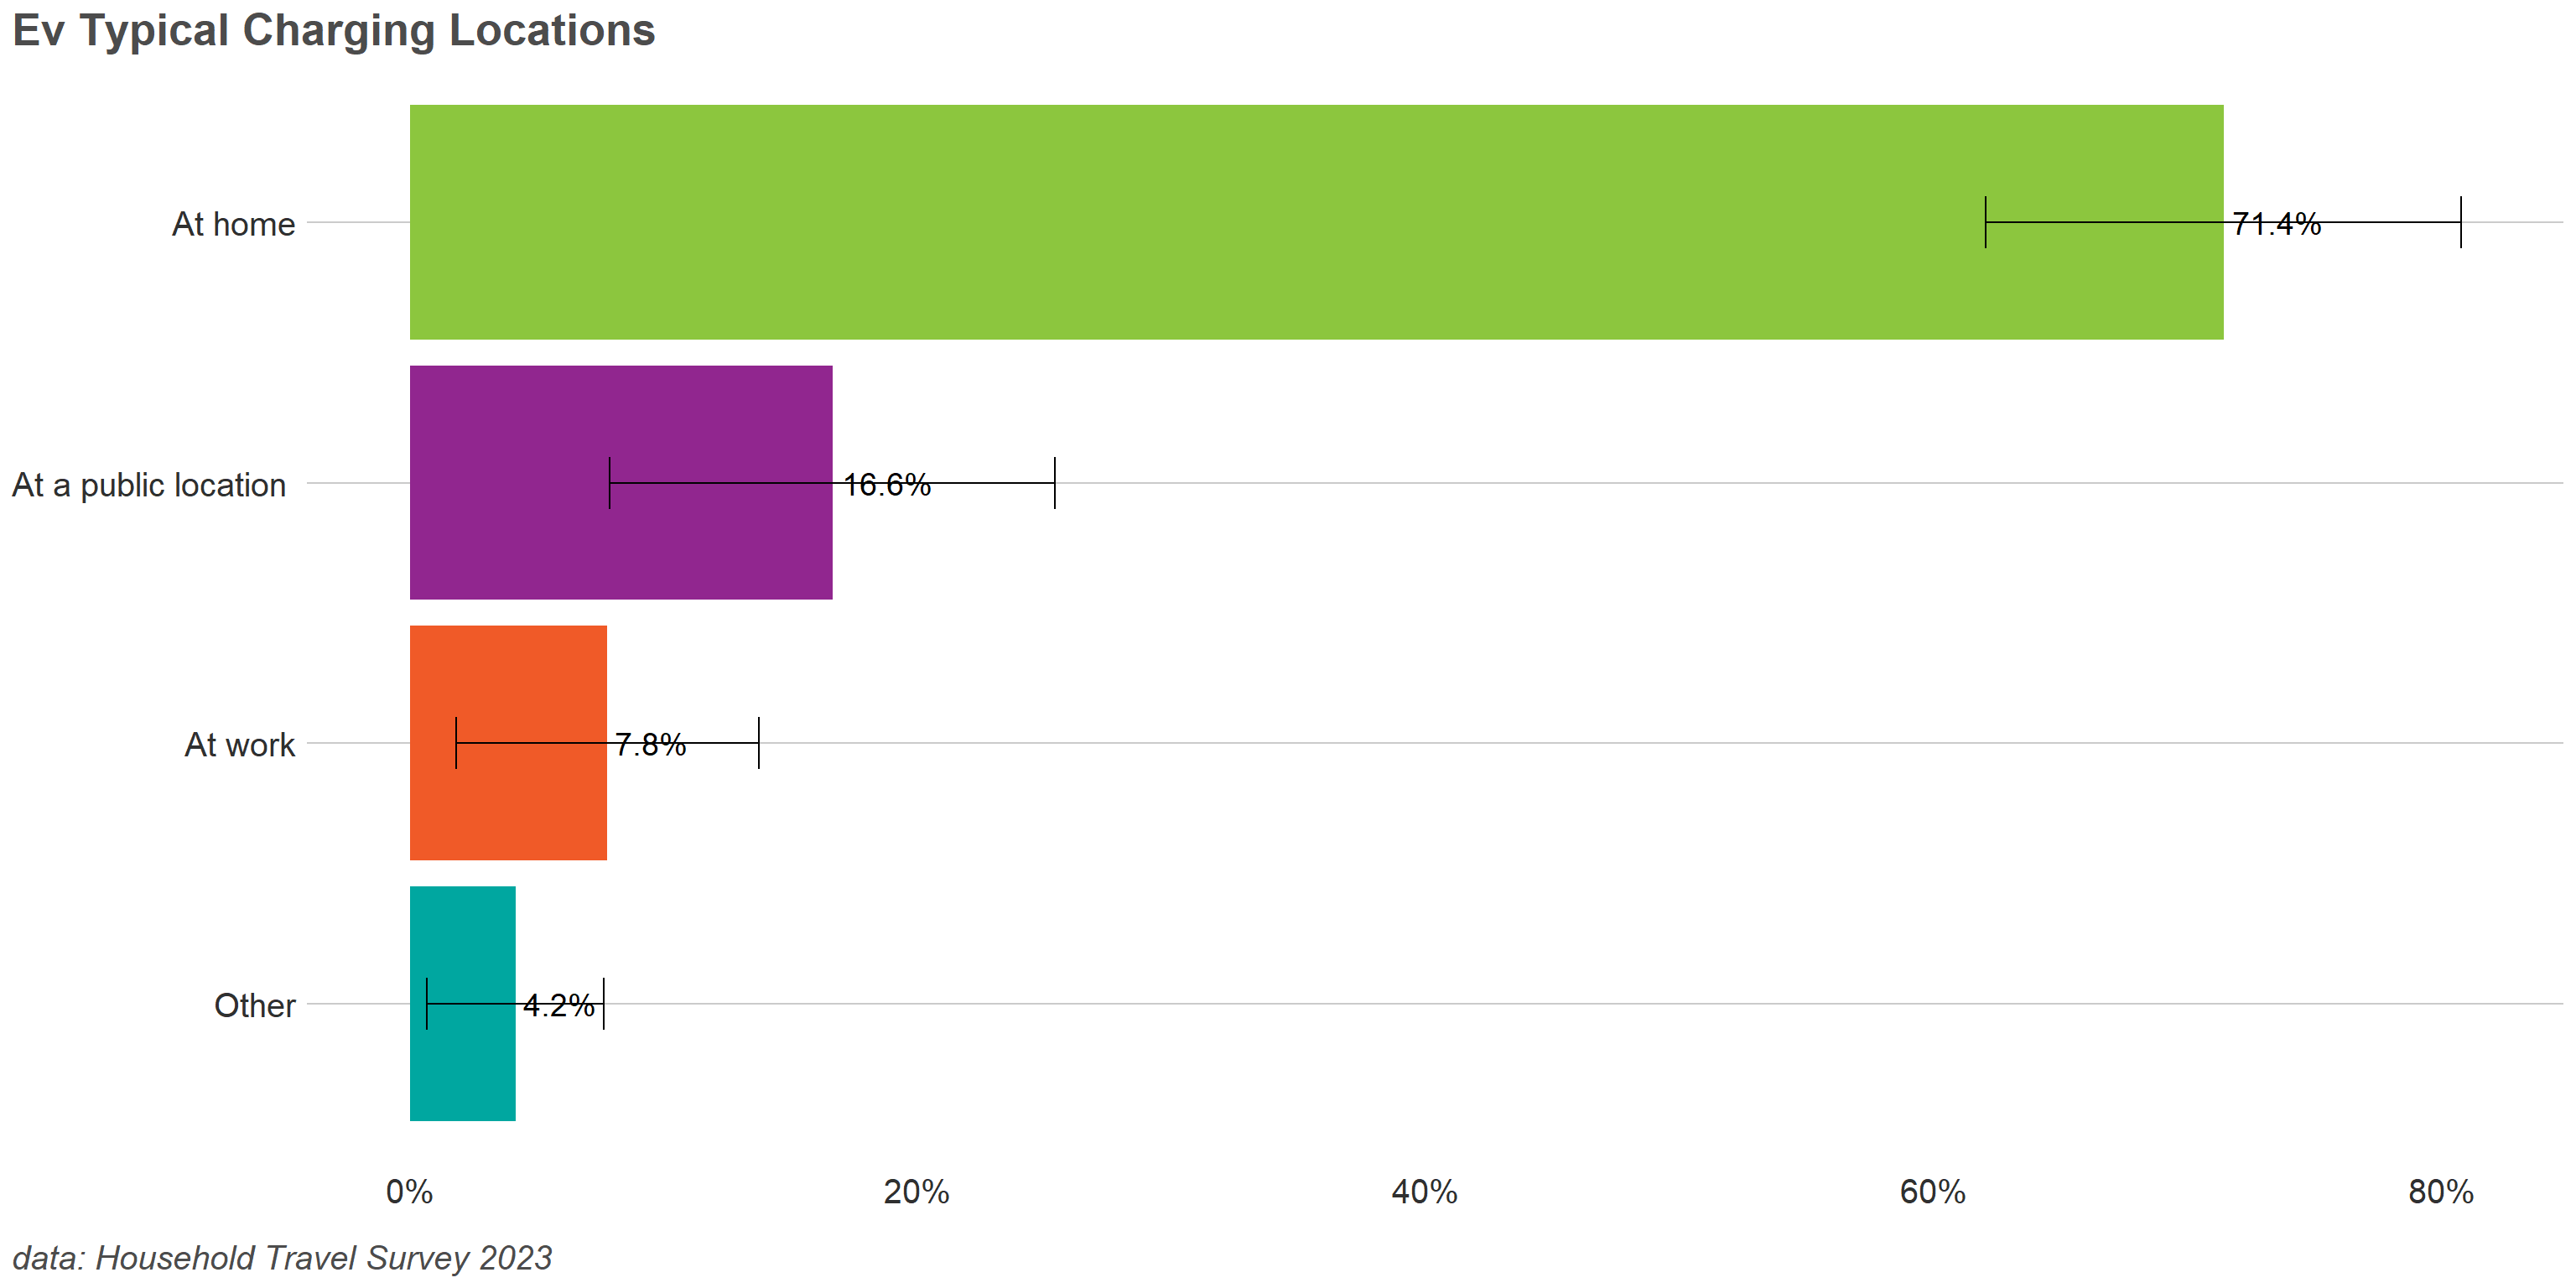 Ev Typical Charging Locations
At home
71.4%
At a public location
16.6%
At work
7.8%
Other
4.2%
0% 20% 40% 60% 80%
data: Household Travel Survey 2023